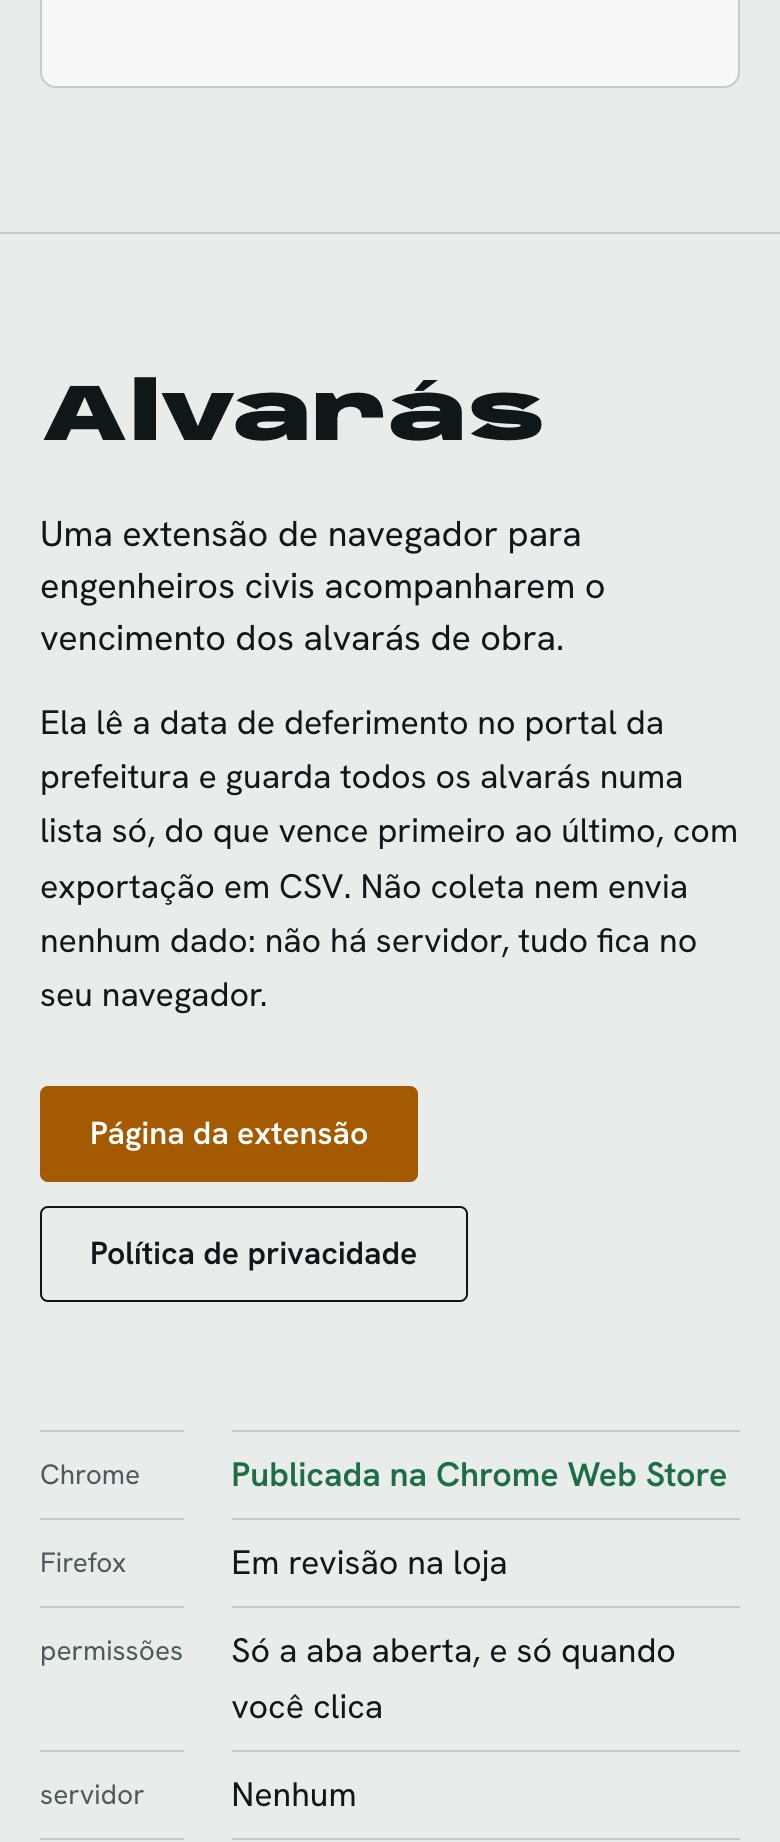 Alvarás
Uma extensão de navegador para
engenheiros civis acompanharem o
vencimento dos alvarás de obra.
Ela lê a data de deferimento no portal da
prefeitura e guarda todos os alvarás numa
lista só, do que vence primeiro ao último, com
exportação em CSV. Não coleta nem envia
nenhum dado: não há servidor, tudo fica no
seu navegador.
Página da extensão
Política de privacidade
Chrome Publicada na Chrome Web Store
Firefox Em revisão na loja
permissões Só a aba aberta, e só quando
você clica
servidor Nenhum